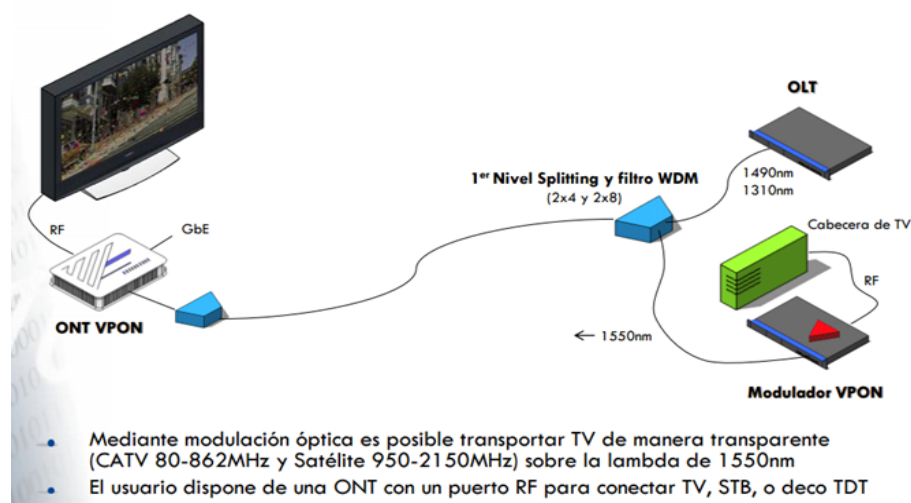 OLT
1er Nivel Splitting y filtro WDM
(2x4 y 2x8)
1490nm
1310nm
Cabecera de TV
RF
GbE
RF
ONT VPON
← 1550nm
Modulador VPON
Mediante modulación óptica es posible transportar TV de manera transparente
(CATV 80-862MHz y Satélite 950-2150MHz) sobre la lambda de 1550nm
El usuario dispone de una ONT con un puerto RF para conectar TV, STB, o deco TDT